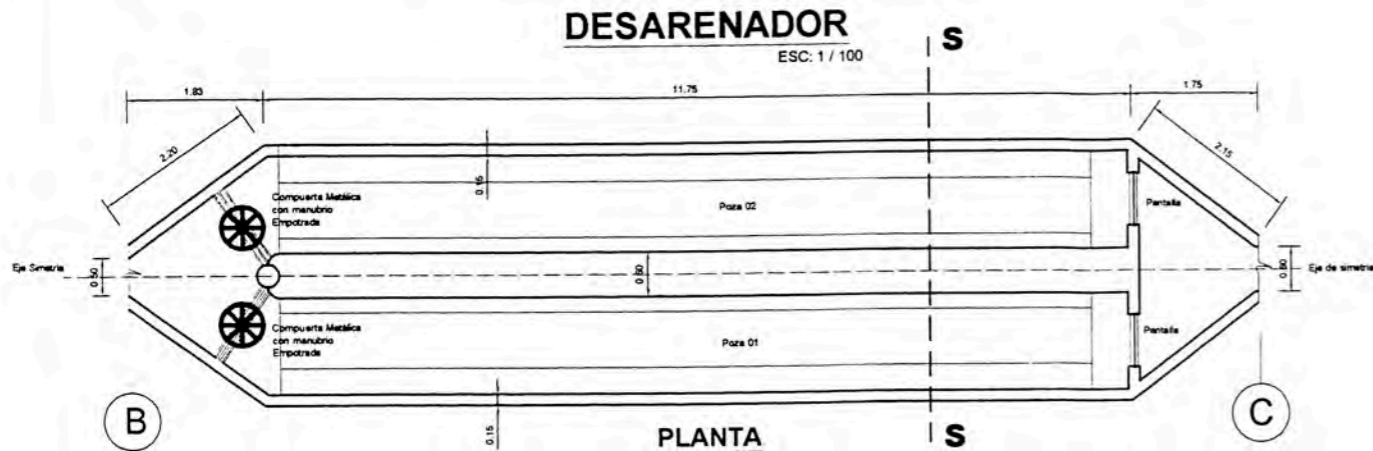 DESARENADOR
ESC: 1 / 100
S
1.83
11.75
1.75
2.20
2.15
0.15
Compuerta Metálica
con manubrio
Empotrada
Poza 02
Pantalla
Eje Simetria
0.50
0.60
0.60
Eje de simetria
Compuerta Metálica
con manubrio
Empotrada
Poza 01
Pantalla
B
C
0.15
PLANTA
S